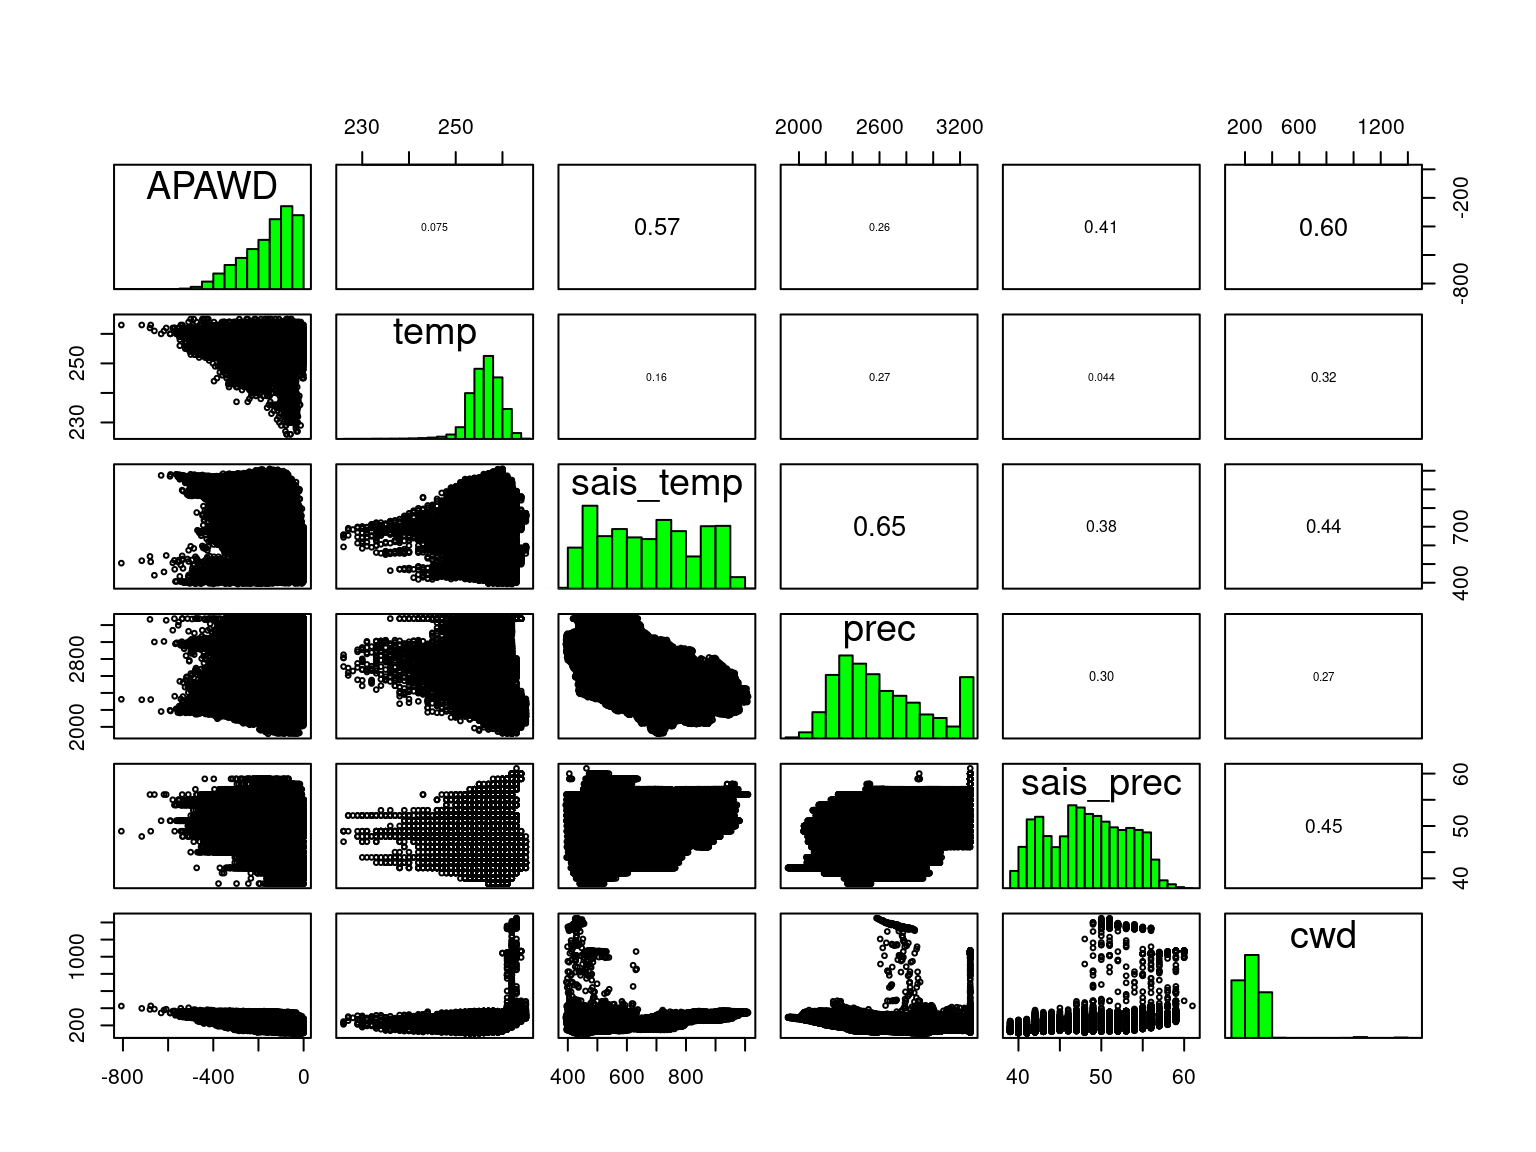 230 250 2000 2600 3200 200 600 1200
APAWD 0.075 0.57 0.26 0.41 0.60 -800 -200
230 250 temp 0.16 0.27 0.044 0.32
sais_temp 0.65 0.38 0.44 400 700
2000 2800 prec 0.30 0.27
sais_prec 0.45 40 50 60
200 1000 cwd
-800 -400 0 400 600 800 40 50 60